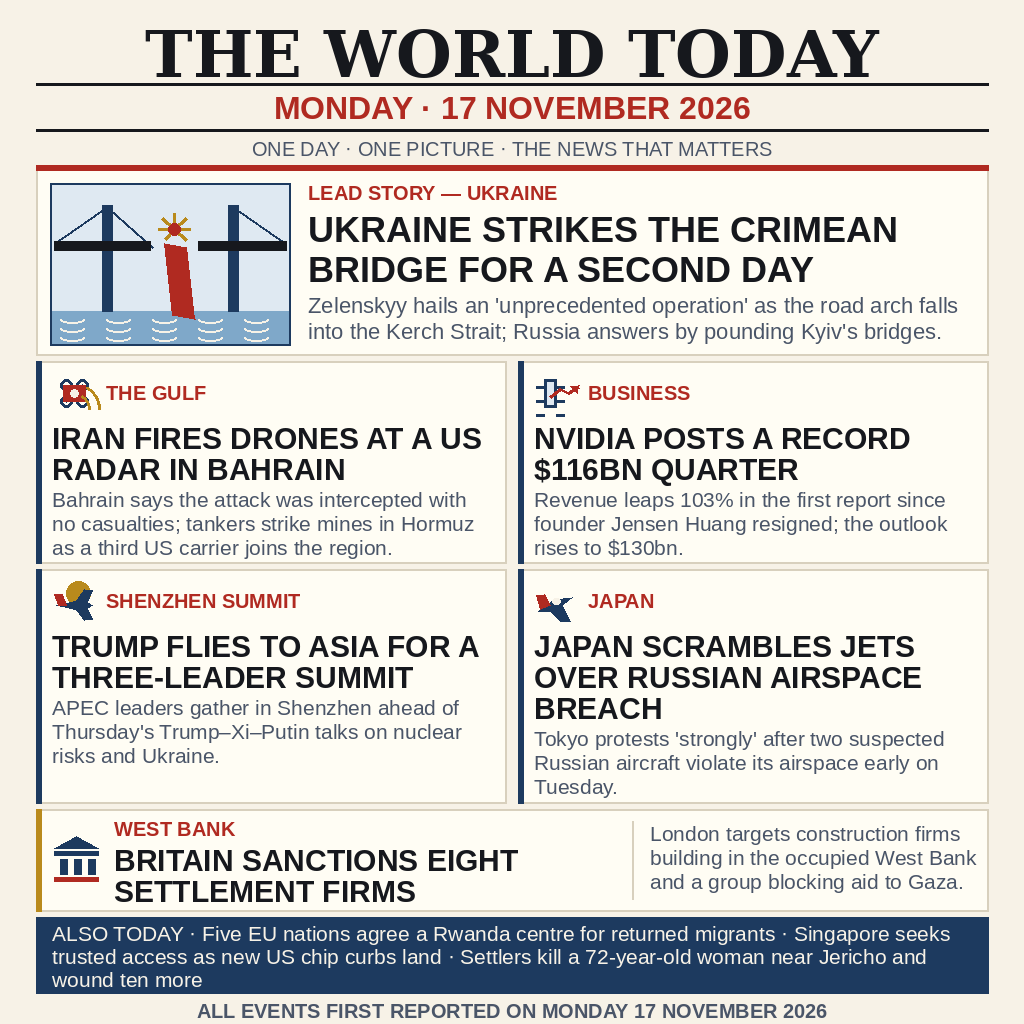 THE WORLD TODAY
MONDAY · 17 NOVEMBER 2026
ONE DAY · ONE PICTURE · THE NEWS THAT MATTERS
LEAD STORY — UKRAINE
UKRAINE STRIKES THE CRIMEAN
BRIDGE FOR A SECOND DAY
Zelenskyy hails an 'unprecedented operation' as the road arch falls
into the Kerch Strait; Russia answers by pounding Kyiv's bridges.
THE GULF
IRAN FIRES DRONES AT A US
RADAR IN BAHRAIN
Bahrain says the attack was intercepted with
no casualties; tankers strike mines in Hormuz
as a third US carrier joins the region.
BUSINESS
NVIDIA POSTS A RECORD
$116BN QUARTER
Revenue leaps 103% in the first report since
founder Jensen Huang resigned; the outlook
rises to $130bn.
SHENZHEN SUMMIT
TRUMP FLIES TO ASIA FOR A
THREE-LEADER SUMMIT
APEC leaders gather in Shenzhen ahead of
Thursday's Trump–Xi–Putin talks on nuclear
risks and Ukraine.
JAPAN
JAPAN SCRAMBLES JETS
OVER RUSSIAN AIRSPACE
BREACH
Tokyo protests 'strongly' after two suspected
Russian aircraft violate its airspace early on
Tuesday.
WEST BANK
BRITAIN SANCTIONS EIGHT
SETTLEMENT FIRMS
London targets construction firms
building in the occupied West Bank
and a group blocking aid to Gaza.
ALSO TODAY · Five EU nations agree a Rwanda centre for returned migrants · Singapore seeks
trusted access as new US chip curbs land · Settlers kill a 72-year-old woman near Jericho and
wound ten more
ALL EVENTS FIRST REPORTED ON MONDAY 17 NOVEMBER 2026